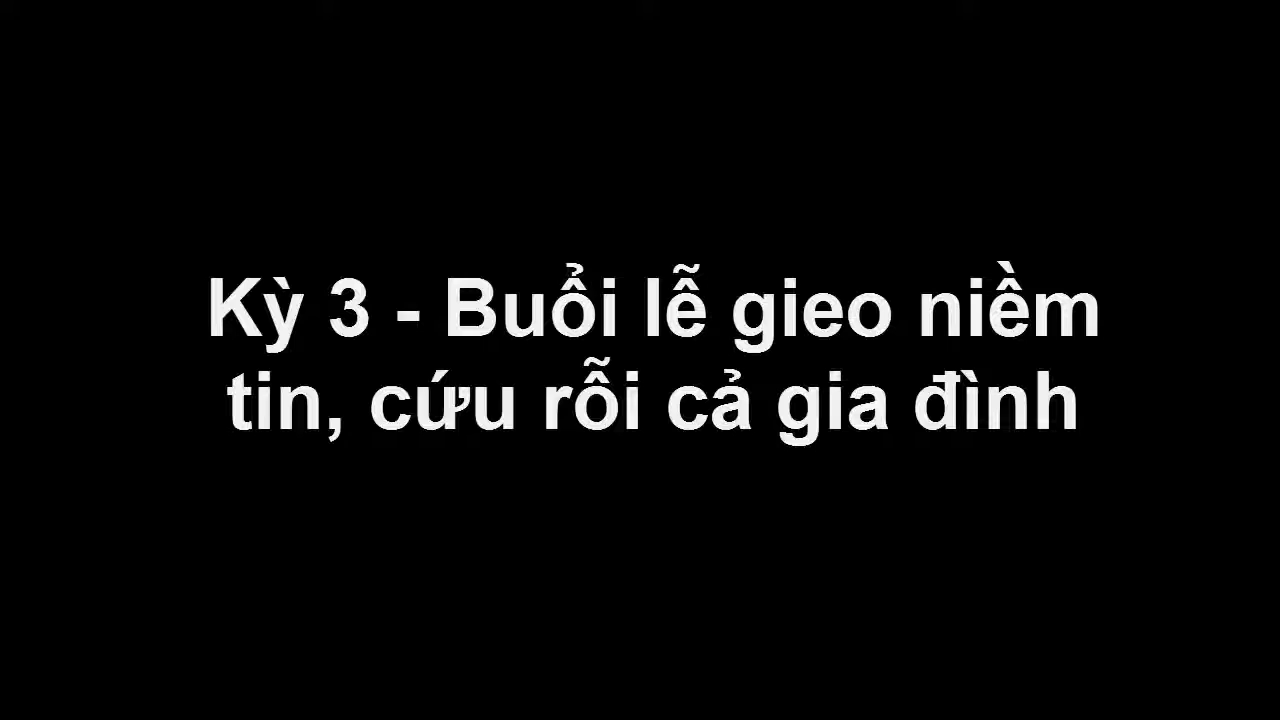 Kỳ 3 - Buổi lễ gieo niềm
tin, cứu rỗi cả gia đình